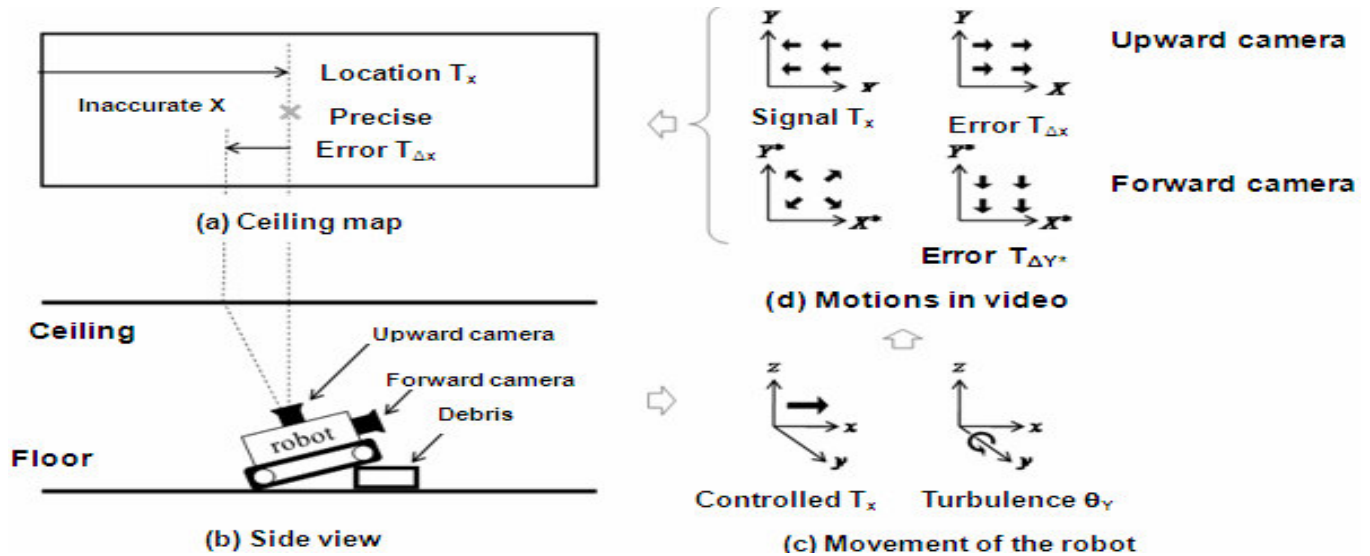 Location Tx
Inaccurate X
Precise
Error TΔx
(a) Ceiling map
Ceiling
Upward camera
Forward camera
Debris
robot
Floor
(b) Side view
Y
Y
Upward camera
Y
X
Signal Tx
Error TΔx
Y*
Y*
Forward camera
X*
X*
Error TΔY*
(d) Motions in video
z
z
x
x
y
y
Controlled Tx
Turbulence θY
(c) Movement of the robot